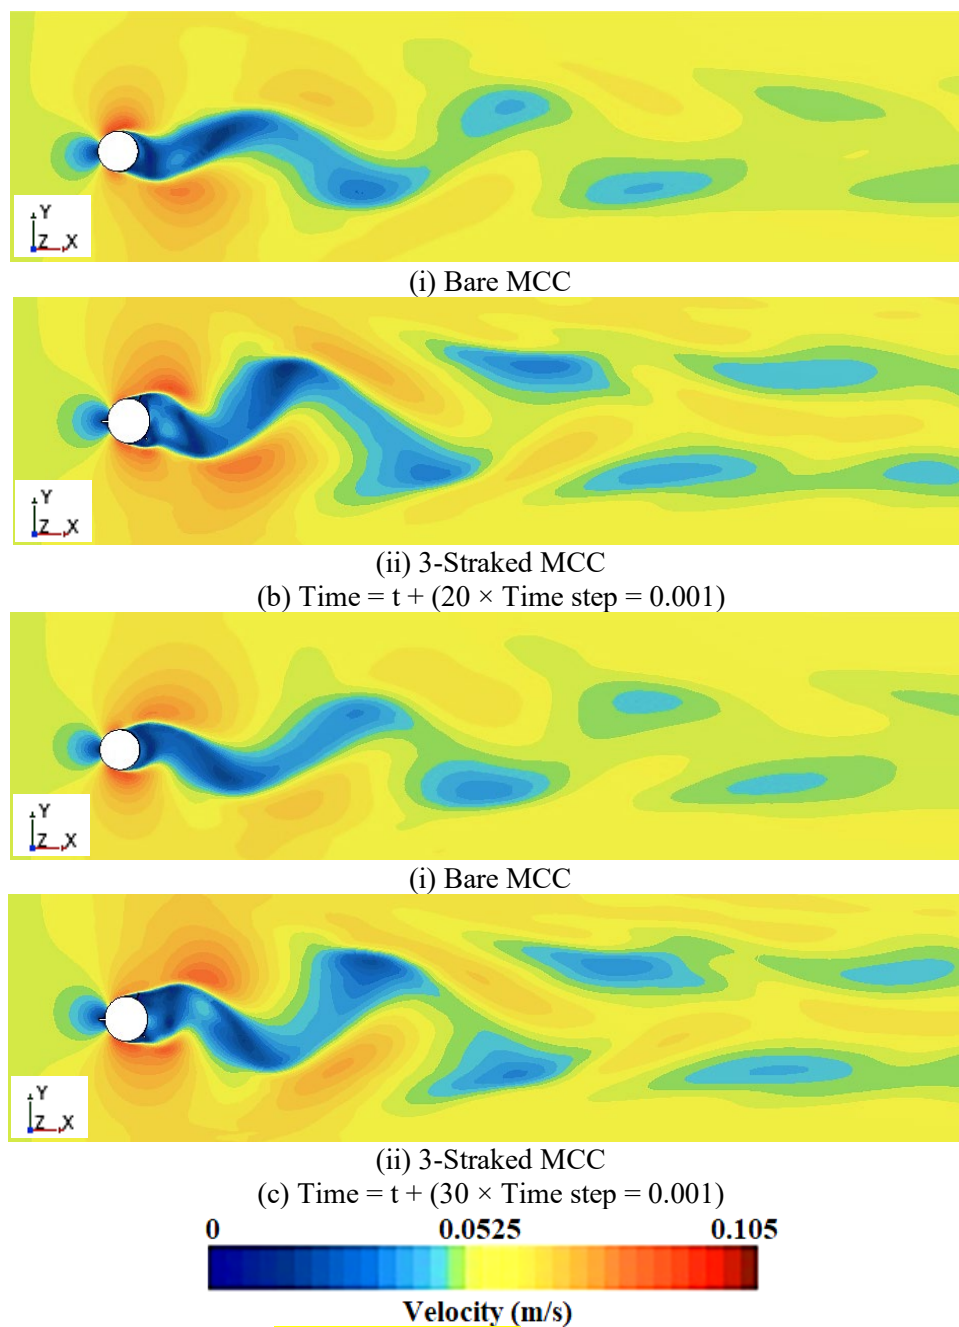 Y
Z X
(i) Bare MCC
Y
Z X
(ii) 3-Straked MCC
(b) Time = t + (20 × Time step = 0.001)
Y
Z X
(i) Bare MCC
Y
Z X
(ii) 3-Straked MCC
(c) Time = t + (30 × Time step = 0.001)
0 0.0525 0.105
Velocity (m/s)